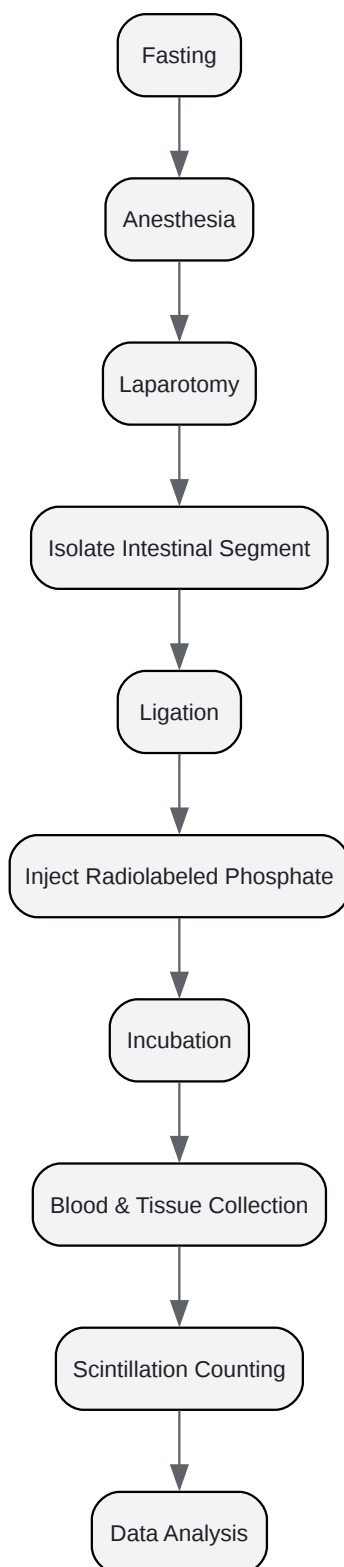 Fasting
Anesthesia
Laparotomy
Isolate Intestinal Segment
Ligation
Inject Radiolabeled Phosphate
Incubation
Blood & Tissue Collection
Scintillation Counting
Data Analysis